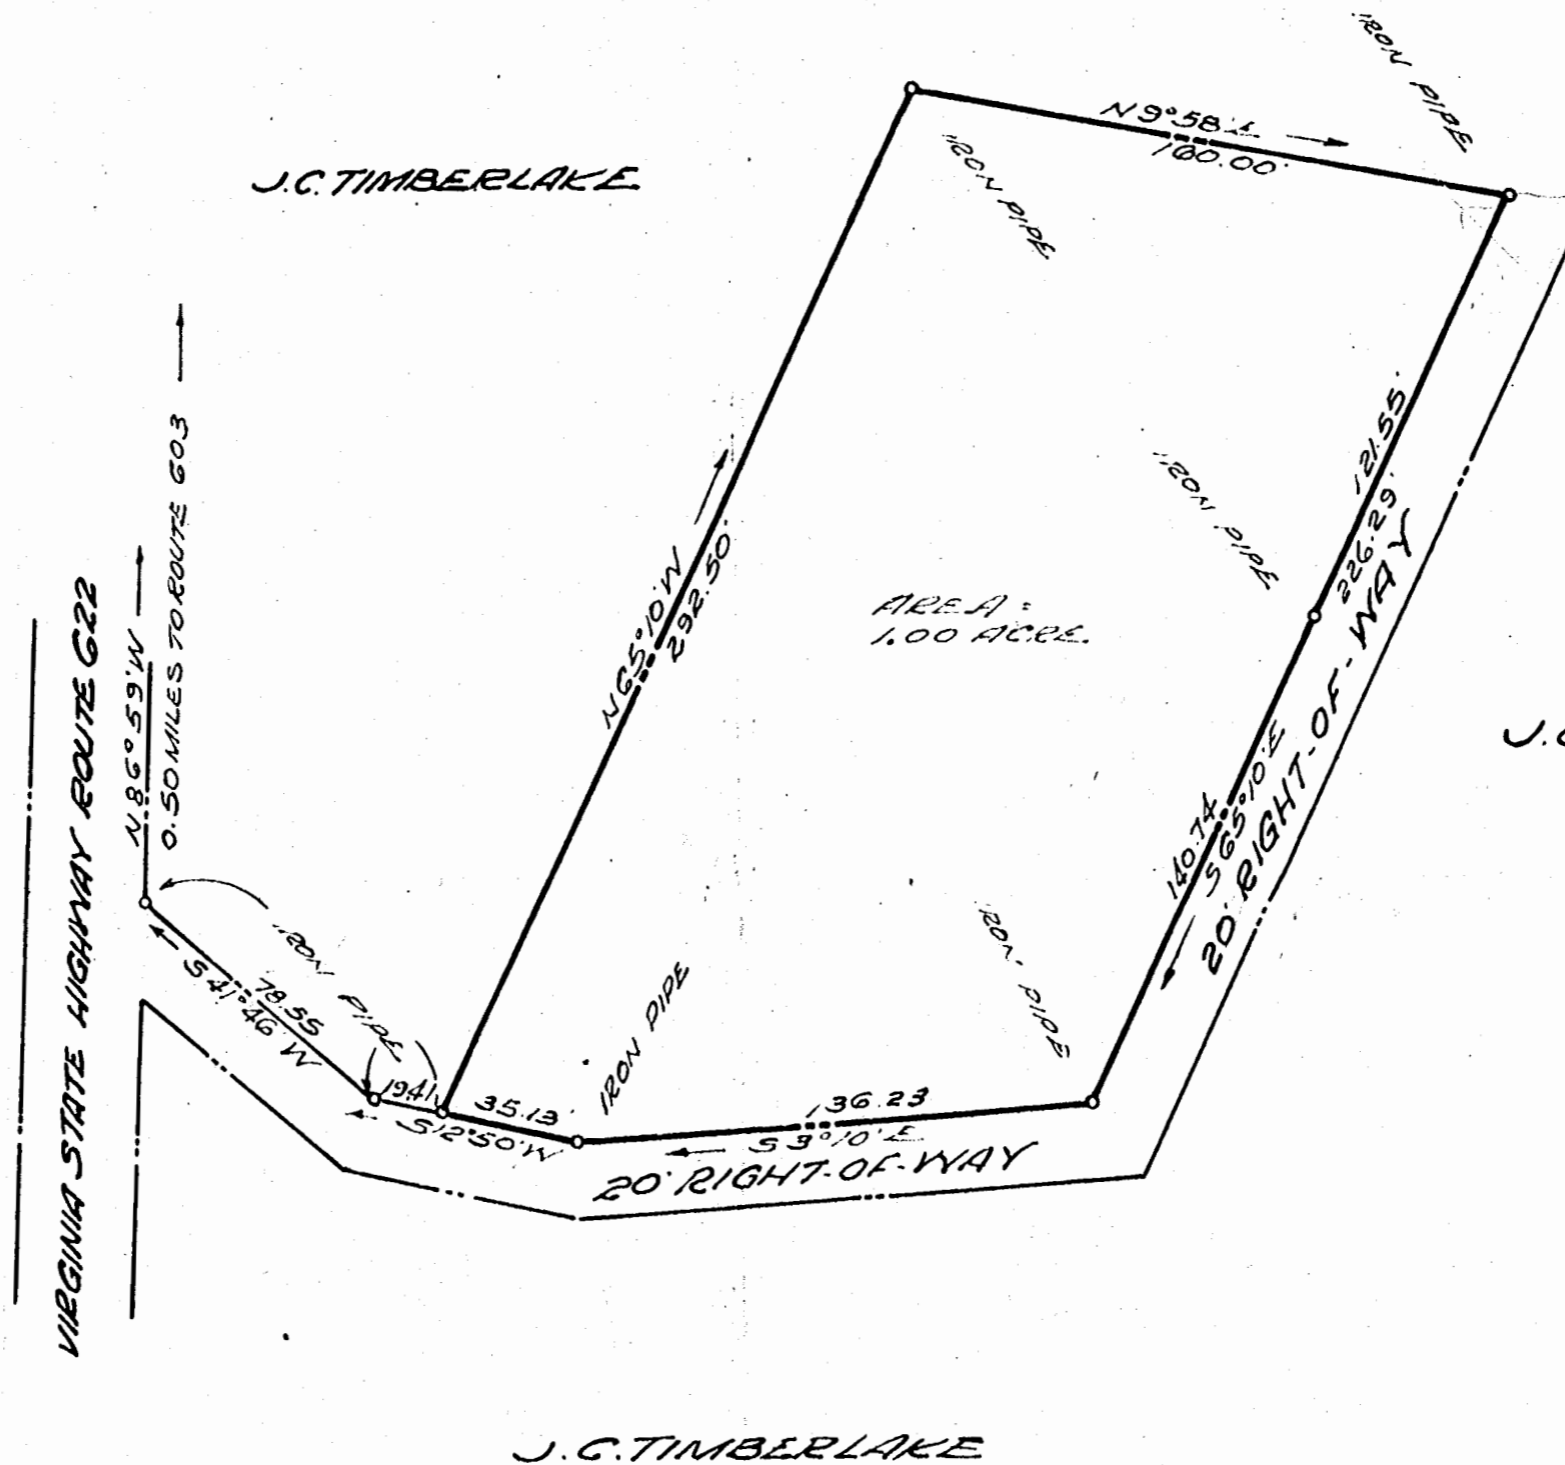 IRON PIPE
N 9°58' E
160.00'
IRON PIPE
J.C. TIMBERLAKE
121.55'
226.29'
IRON PIPE
0.50 MILES TO ROUTE 603
N 86°59' W
VIRGINIA STATE HIGHWAY ROUTE 622
N 65°10' W
292.50'
AREA:
1.00 ACRE.
J.C
140.74
S 65°10' E
20' RIGHT-OF-WAY
IRON PIPE
IRON PIPE
IRON PIPE
78.55
S 41°46' W
19.41
35.13'
S 12°50' W
136.23
S 3°10' E
20' RIGHT-OF-WAY
J.C. TIMBERLAKE